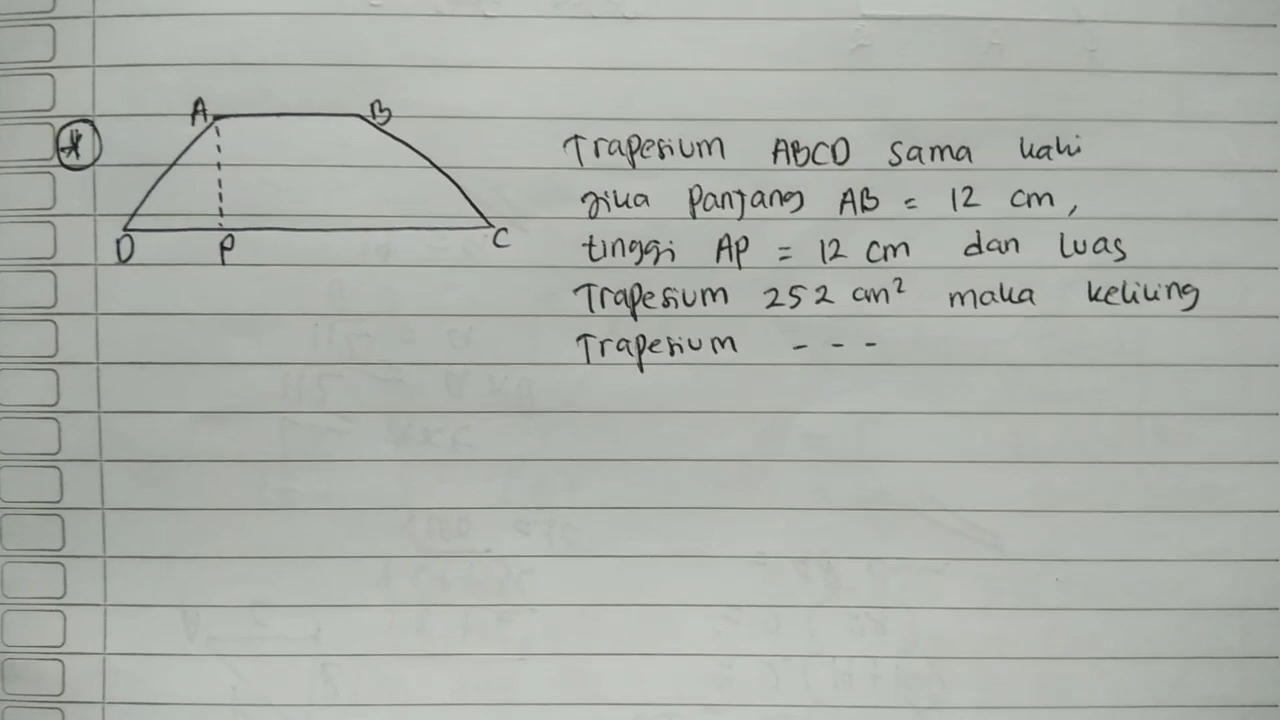 A B
* Trapesium ABCD sama kaki
jika panjang AB = 12 cm,
D P C tinggi AP = 12 cm dan luas
Trapesium 252 cm² maka keliling
Trapesium - - -